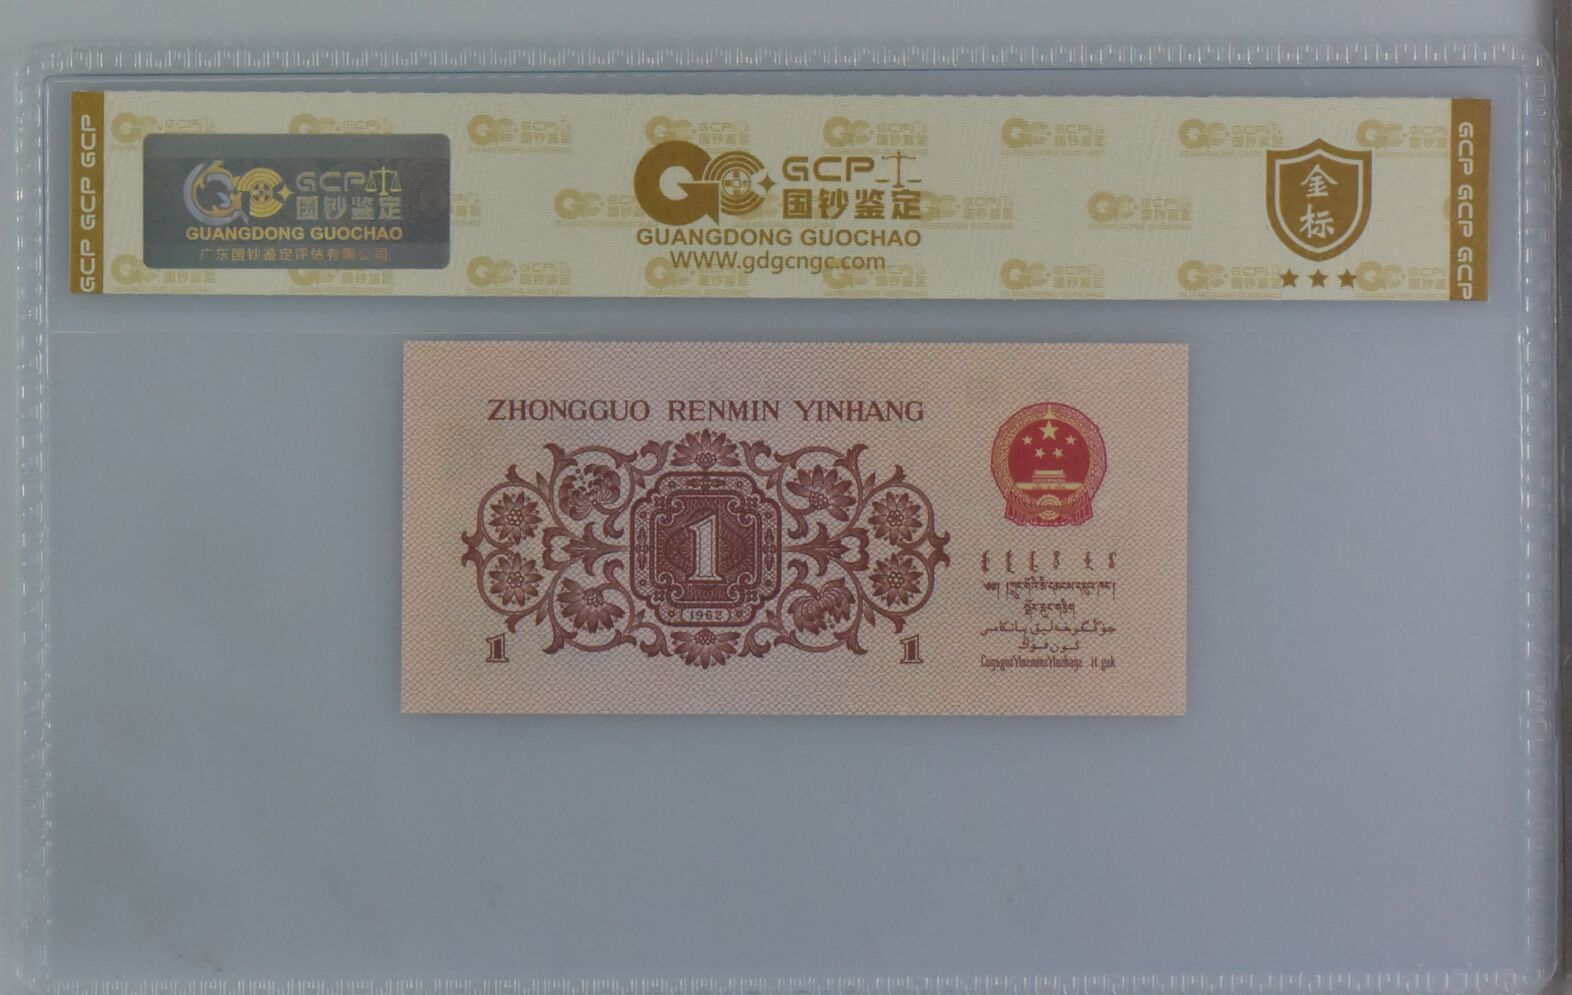 GCP GCP GCP
GCP
国钞鉴定
GUANGDONG GUOCHAO
广东国钞鉴定评估有限公司
GCP
国钞鉴定
GUANGDONG GUOCHAO
WWW.gdgcngc.com
金标
GCP GCP GCP
ZHONGGUO RENMIN YINHANG
1
(1962)
1
1
جۇڭگوخەلىق بانكاسى